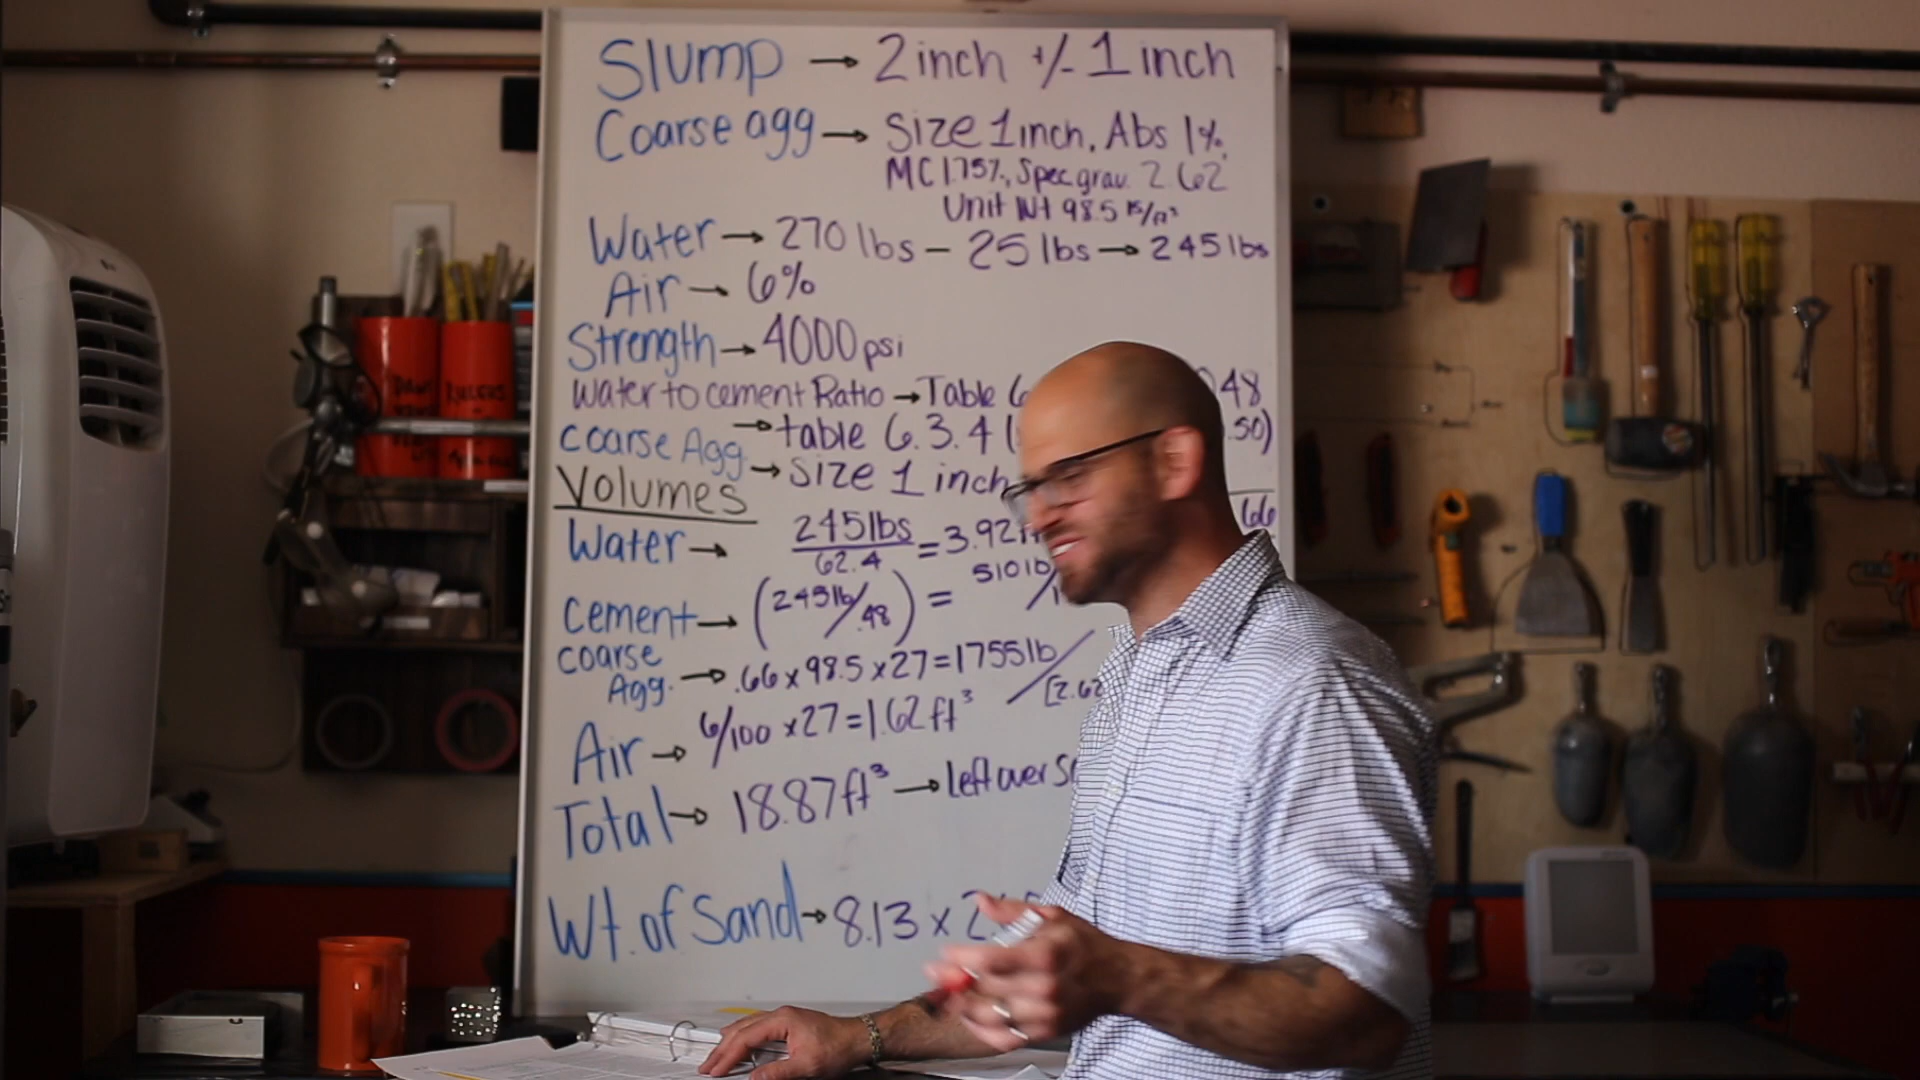 Slump → 2 inch +/- 1 inch
Coarse agg → Size 1 inch, Abs 1%,
MC 1.75%, Spec grav. 2.62
Unit Wt 98.5 lb/ft³
Water → 270 lbs - 25 lbs → 245 lbs
Air → 6%
Strength → 4000 psi
Water to cement Ratio → Table 48
→ table 6.3.4 .50)
Coarse Agg. → Size 1 inch
Volumes 66
Water → 245 lbs / 62.4 = 3.92
Cement → (245 lb/.48) = 510 lb/
Coarse Agg. → .66 x 98.5 x 27 = 1755 lb/[2.62
Air → 6/100 x 27 = 1.62 ft³
Total → 18.87 ft³ → Left over
Wt. of Sand → 8.13 x